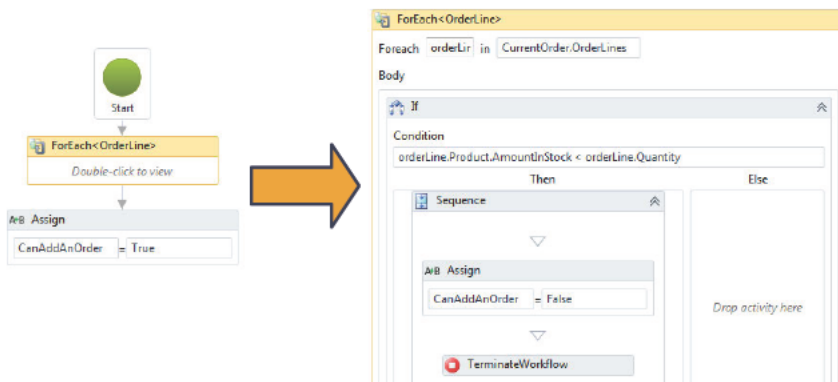 Start
ForEach<OrderLine>
Double-click to view
A+B Assign
CanAddAnOrder = True
ForEach<OrderLine>
Foreach orderLir in CurrentOrder.OrderLines
Body
If
Condition
orderLine.Product.AmountInStock < orderLine.Quantity
Then Else
Sequence
A+B Assign
CanAddAnOrder = False
Drop activity here
TerminateWorkflow